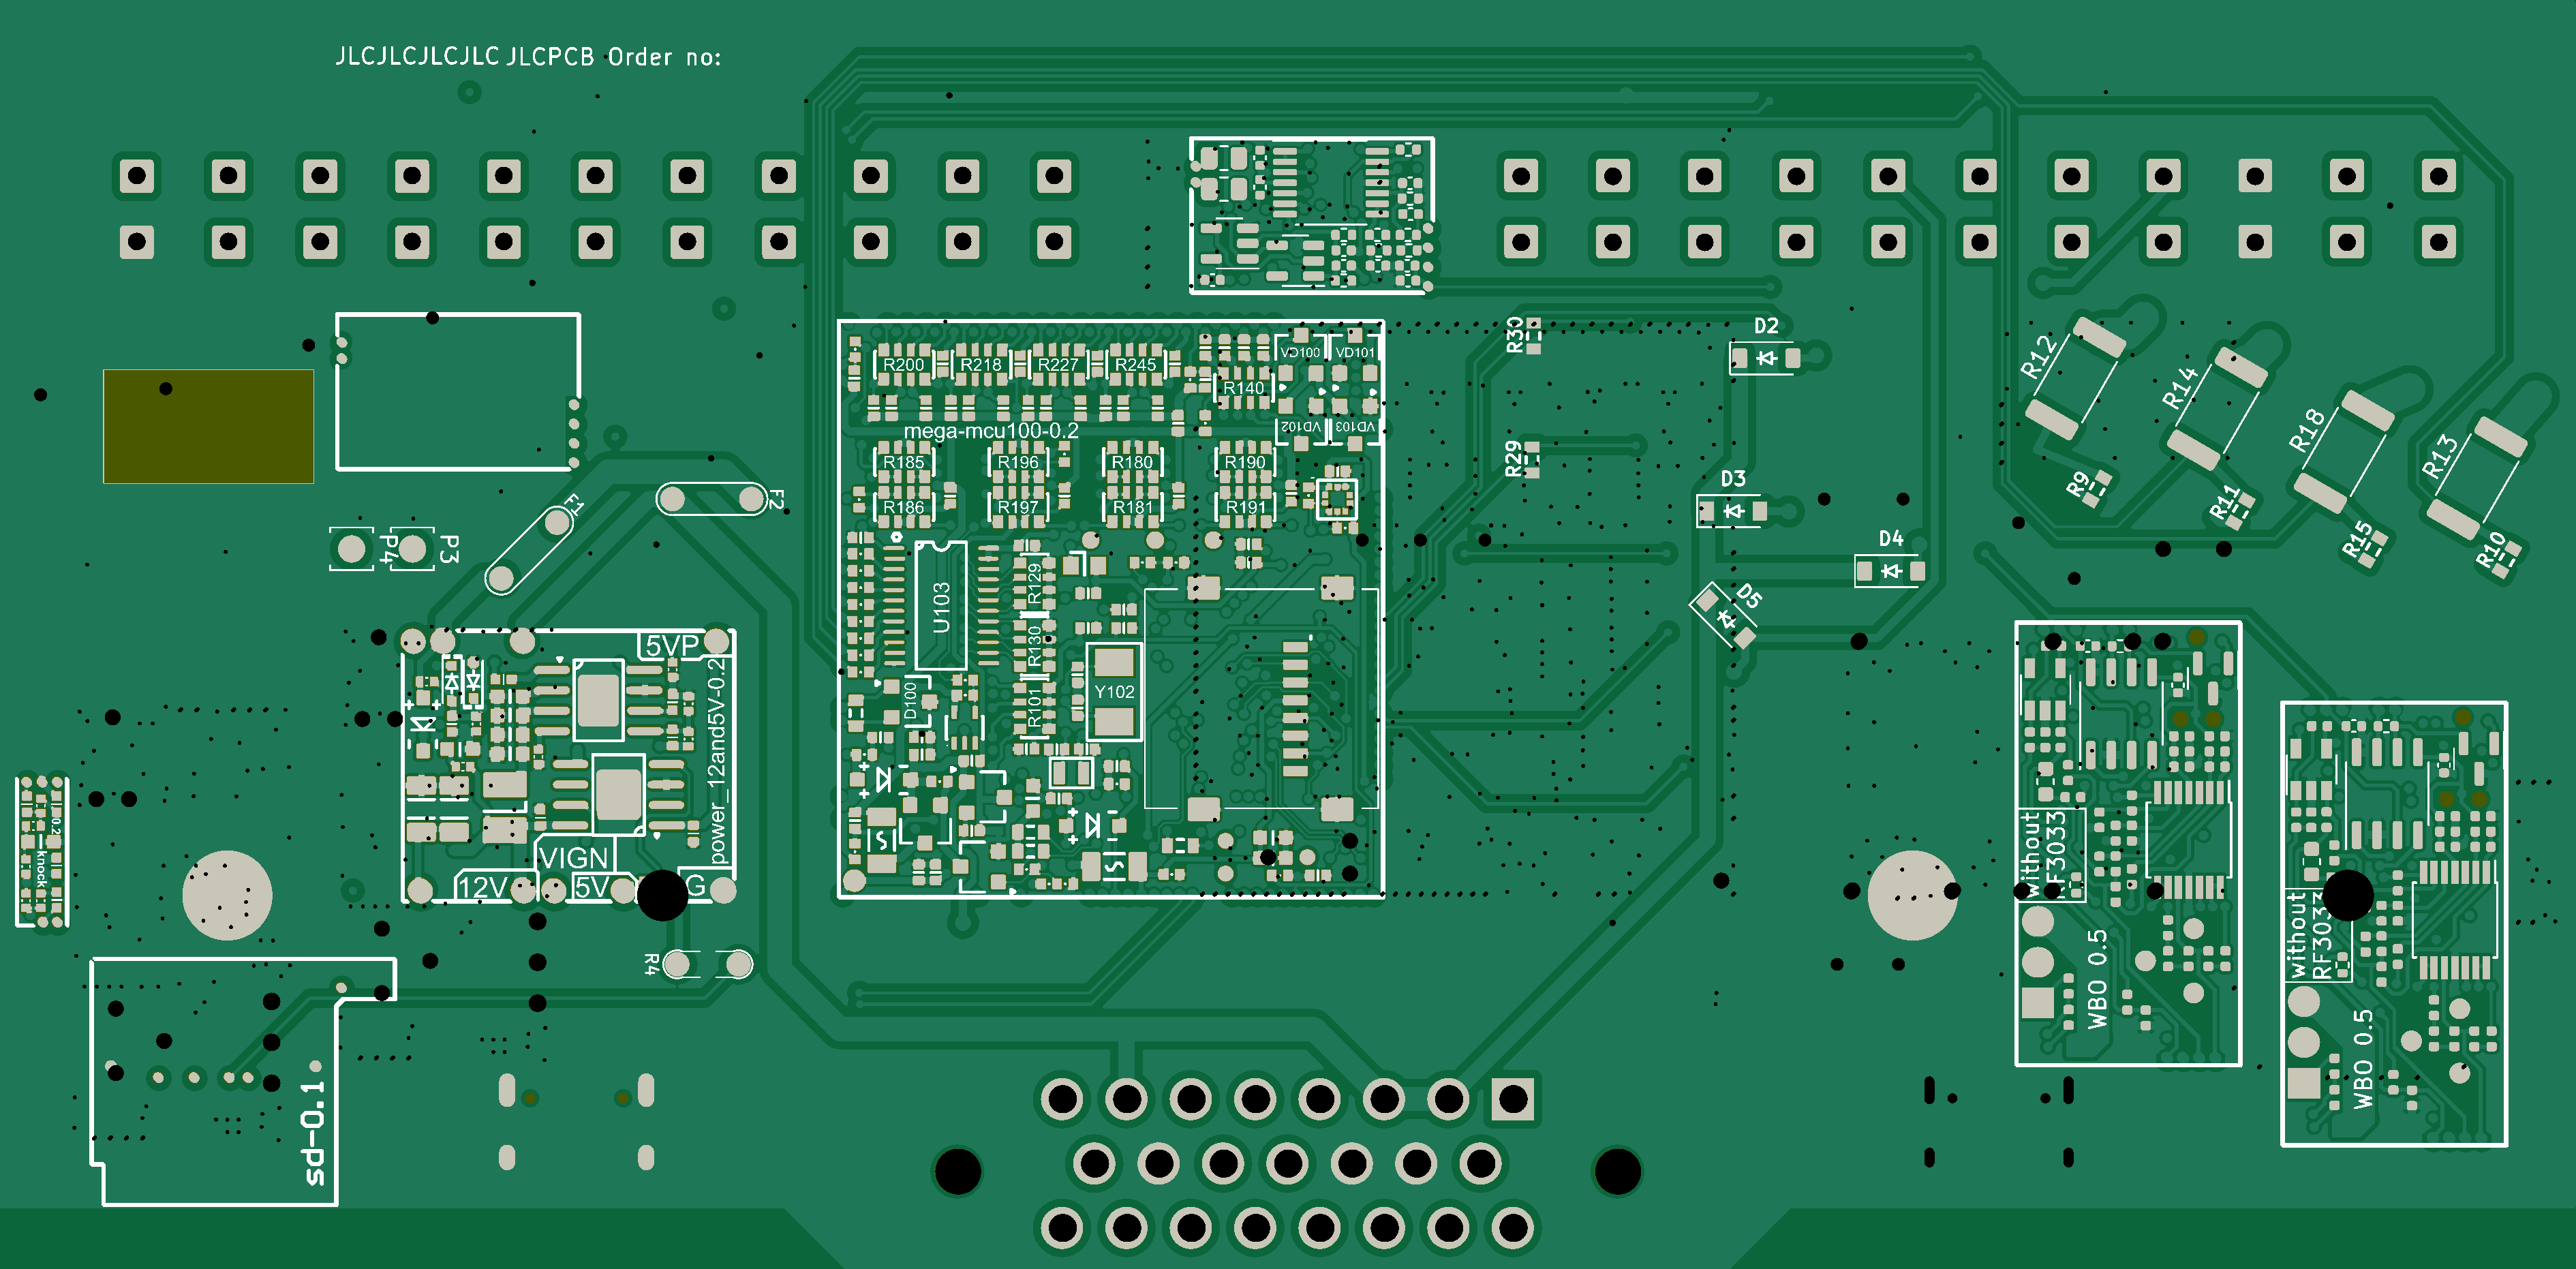 JLCJLCJLCJLC JLCPCB Order no:
R30
D2
VD100
VD101
R200
R218
R227
R245
R140
R12
R14
R18
R13
mega-mcu100-0.2
VD102
VD103
R185
R196
R180
R190
R29
D3
R9
R11
R15
R10
F1
F2
R186
R197
R181
R191
P4
P3
D4
U103
R129
D5
R130
5VP
power_12and5V-0.2
D100
R101
Y102
0.2
knock
VIGN
12V
5V
G
without
RF3033
WBO 0.5
without
RF3033
WBO 0.5
R4
sd-0.1